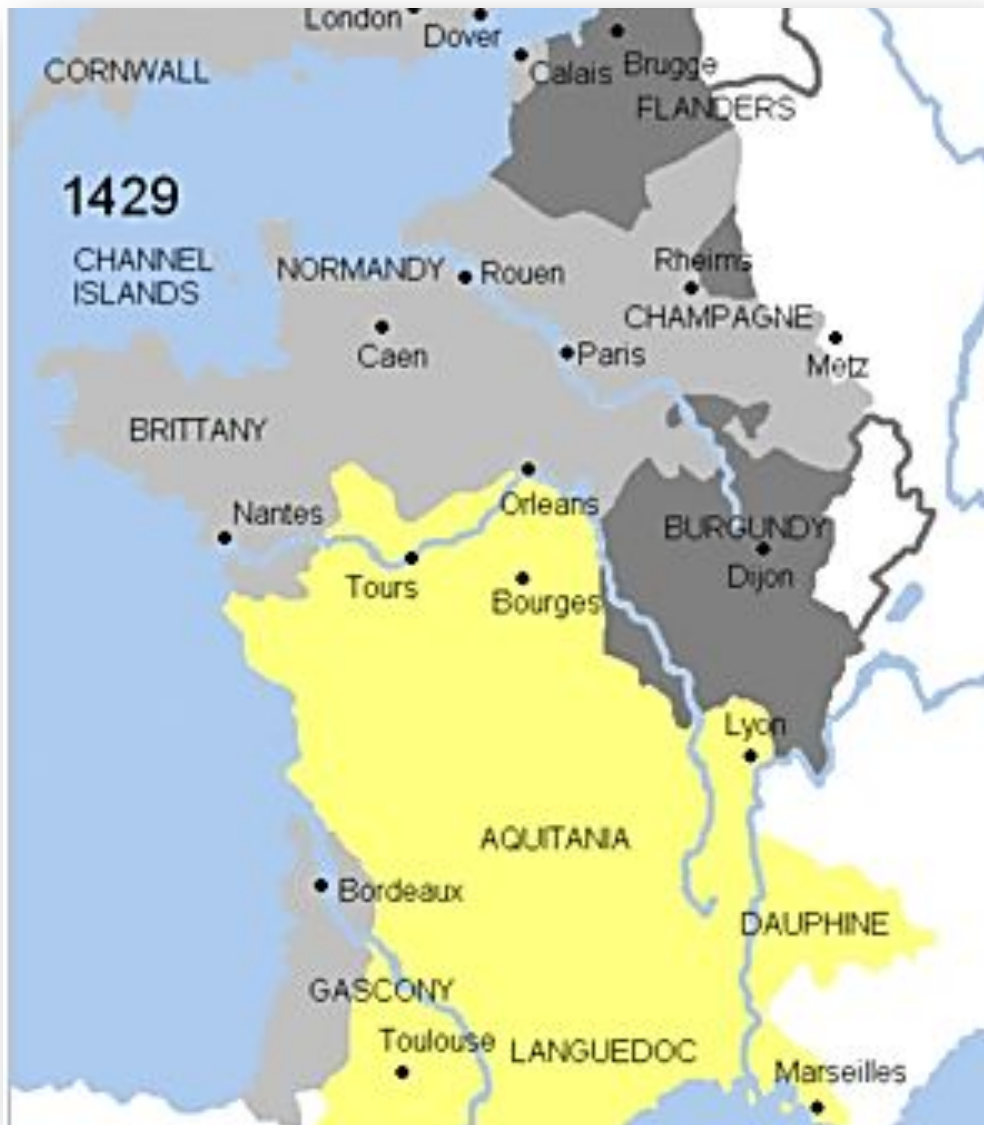 London
Dover
CORNWALL
Calais
Brugge
FLANDERS
1429
CHANNEL
ISLANDS
NORMANDY
Rouen
Rheims
CHAMPAGNE
Caen
Paris
Metz
BRITTANY
Orleans
Nantes
BURGUNDY
Tours
Bourges
Dijon
Lyon
AQUITANIA
Bordeaux
DAUPHINE
GASCONY
Toulouse
LANGUEDOC
Marseilles